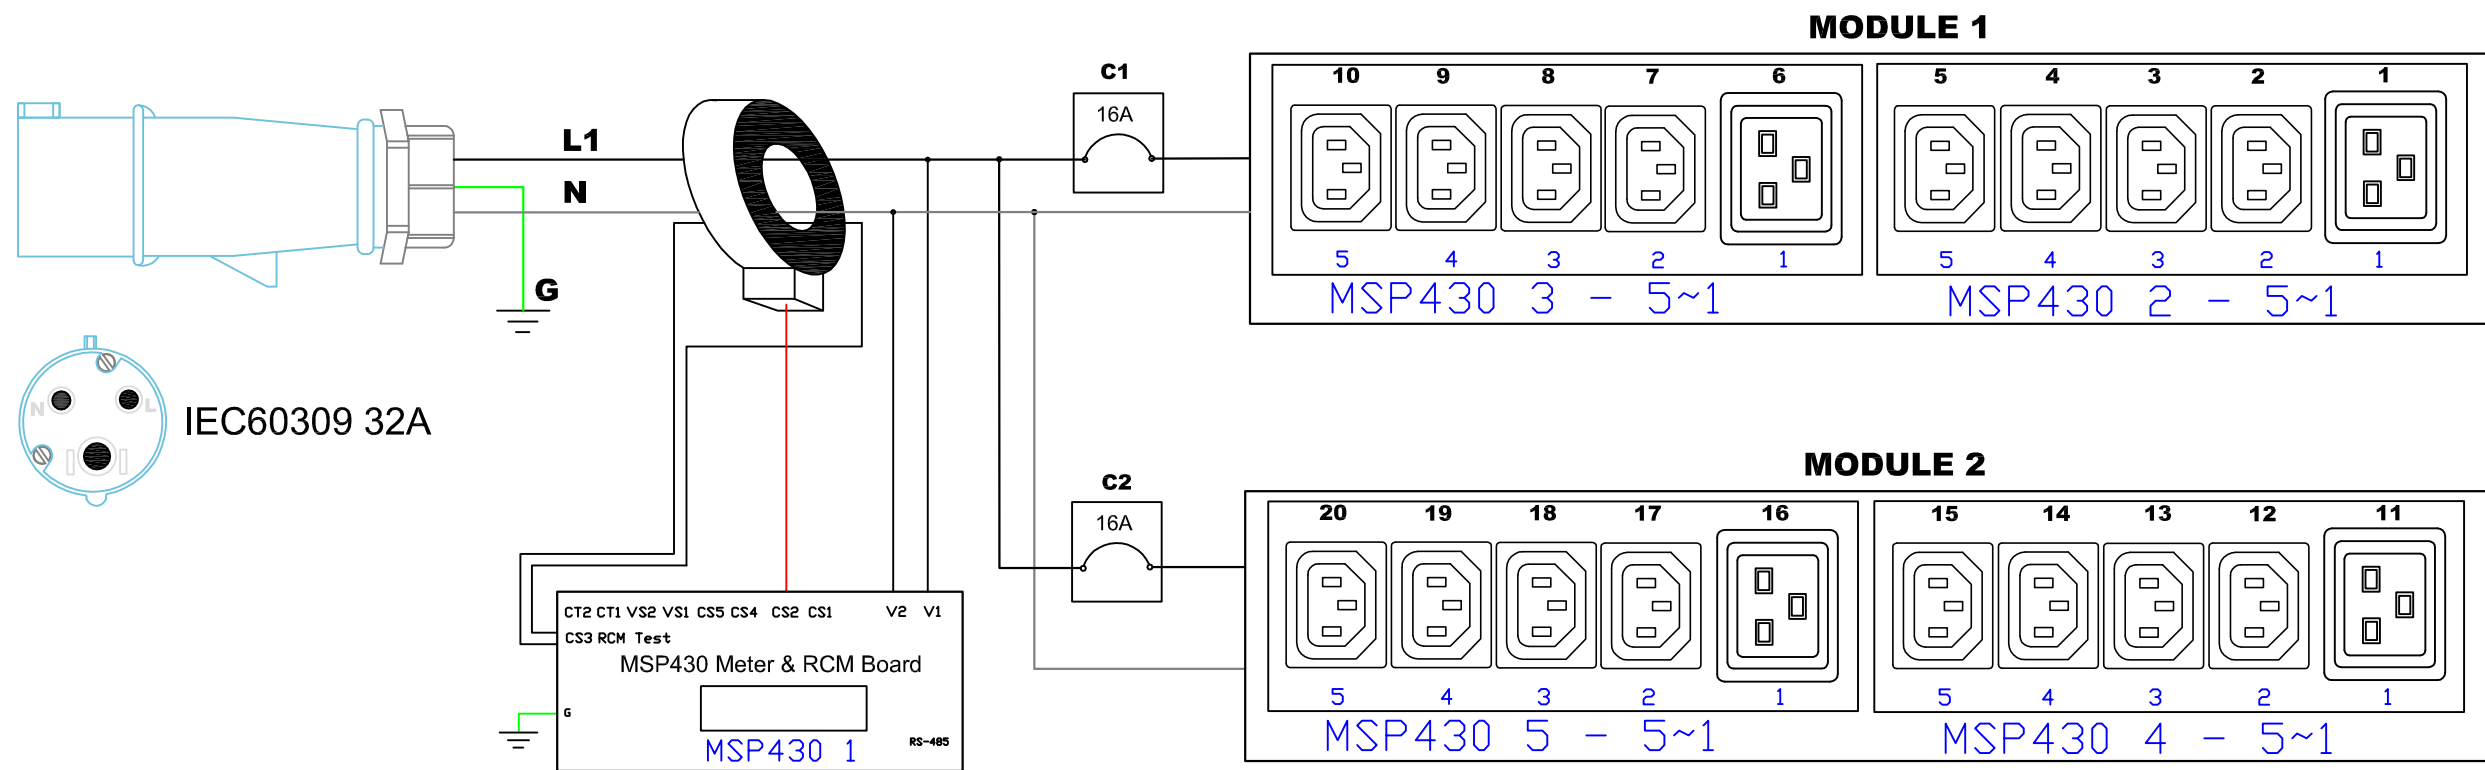 MODULE 1
C1
16A
10 9 8 7 6 5 4 3 2 1
5 4 3 2 1 5 4 3 2 1
MSP430 3 - 5~1 MSP430 2 - 5~1
L1
N
G
N L
IEC60309 32A
MODULE 2
C2
16A
20 19 18 17 16 15 14 13 12 11
5 4 3 2 1 5 4 3 2 1
MSP430 5 - 5~1 MSP430 4 - 5~1
CT2 CT1 VS2 VS1 CS5 CS4 CS2 CS1 V2 V1
CS3 RCM Test
MSP430 Meter & RCM Board
G
RS-485
MSP430 1